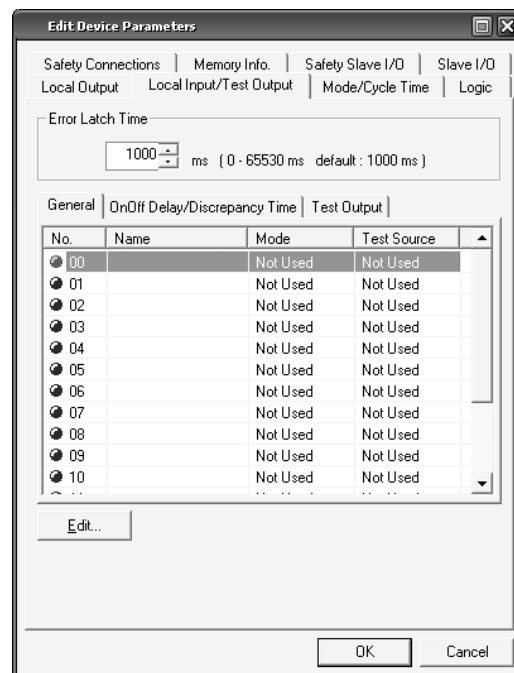 Edit Device Parameters
Safety Connections Memory Info. Safety Slave I/O Slave I/O
Local Output Local Input/Test Output Mode/Cycle Time Logic
Error Latch Time
1000 ms ( 0 - 65530 ms default : 1000 ms )
General OnOff Delay/Discrepancy Time Test Output
No. Name Mode Test Source
00 Not Used Not Used
01 Not Used Not Used
02 Not Used Not Used
03 Not Used Not Used
04 Not Used Not Used
05 Not Used Not Used
06 Not Used Not Used
07 Not Used Not Used
08 Not Used Not Used
09 Not Used Not Used
10 Not Used Not Used
Edit...
OK Cancel